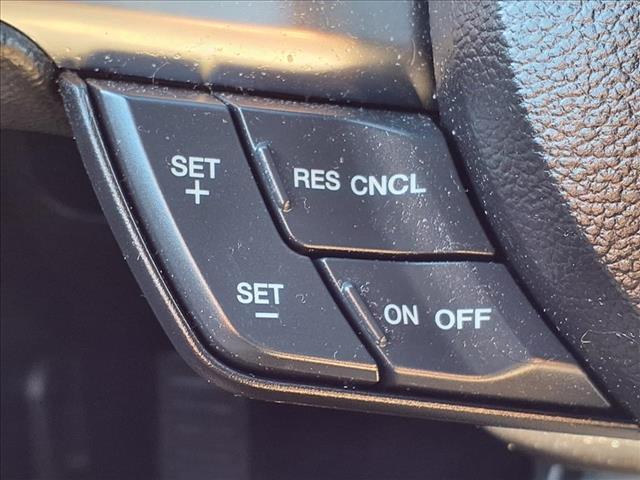 SET
+
RES CNCL
SET
−
ON OFF